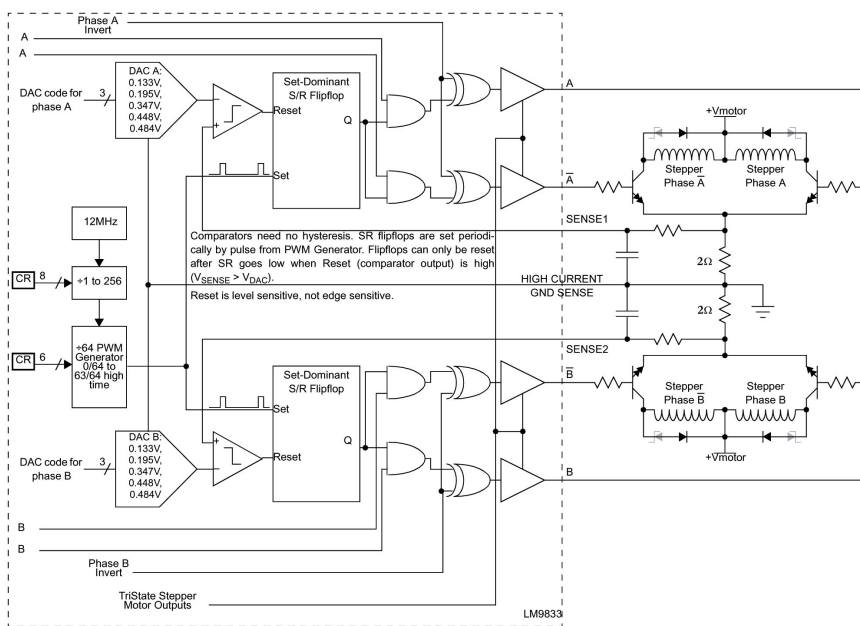 Phase A
Invert
A
A
DAC code for
phase A
3
DAC A:
0.133V,
0.195V,
0.347V,
0.448V,
0.484V
−
+
Set-Dominant
S/R Flipflop
Reset
Q
Set
A
A̅
+Vmotor
Stepper
Phase A̅
Stepper
Phase A
SENSE1
2Ω
12MHz
Comparators need no hysteresis. SR flipflops are set periodi-
cally by pulse from PWM Generator. Flipflops can only be reset
after SR goes low when Reset (comparator output) is high
(VSENSE > VDAC).
Reset is level sensitive, not edge sensitive.
CR
8
÷1 to 256
HIGH CURRENT
GND SENSE
2Ω
CR
6
÷64 PWM
Generator
0/64 to
63/64 high
time
SENSE2
Set-Dominant
S/R Flipflop
Set
Q
Reset
B̅
Stepper
Phase B̅
Stepper
Phase B
+Vmotor
DAC code for
phase B
3
DAC B:
0.133V,
0.195V,
0.347V,
0.448V,
0.484V
+
−
B
B
B
Phase B
Invert
TriState Stepper
Motor Outputs
LM9833